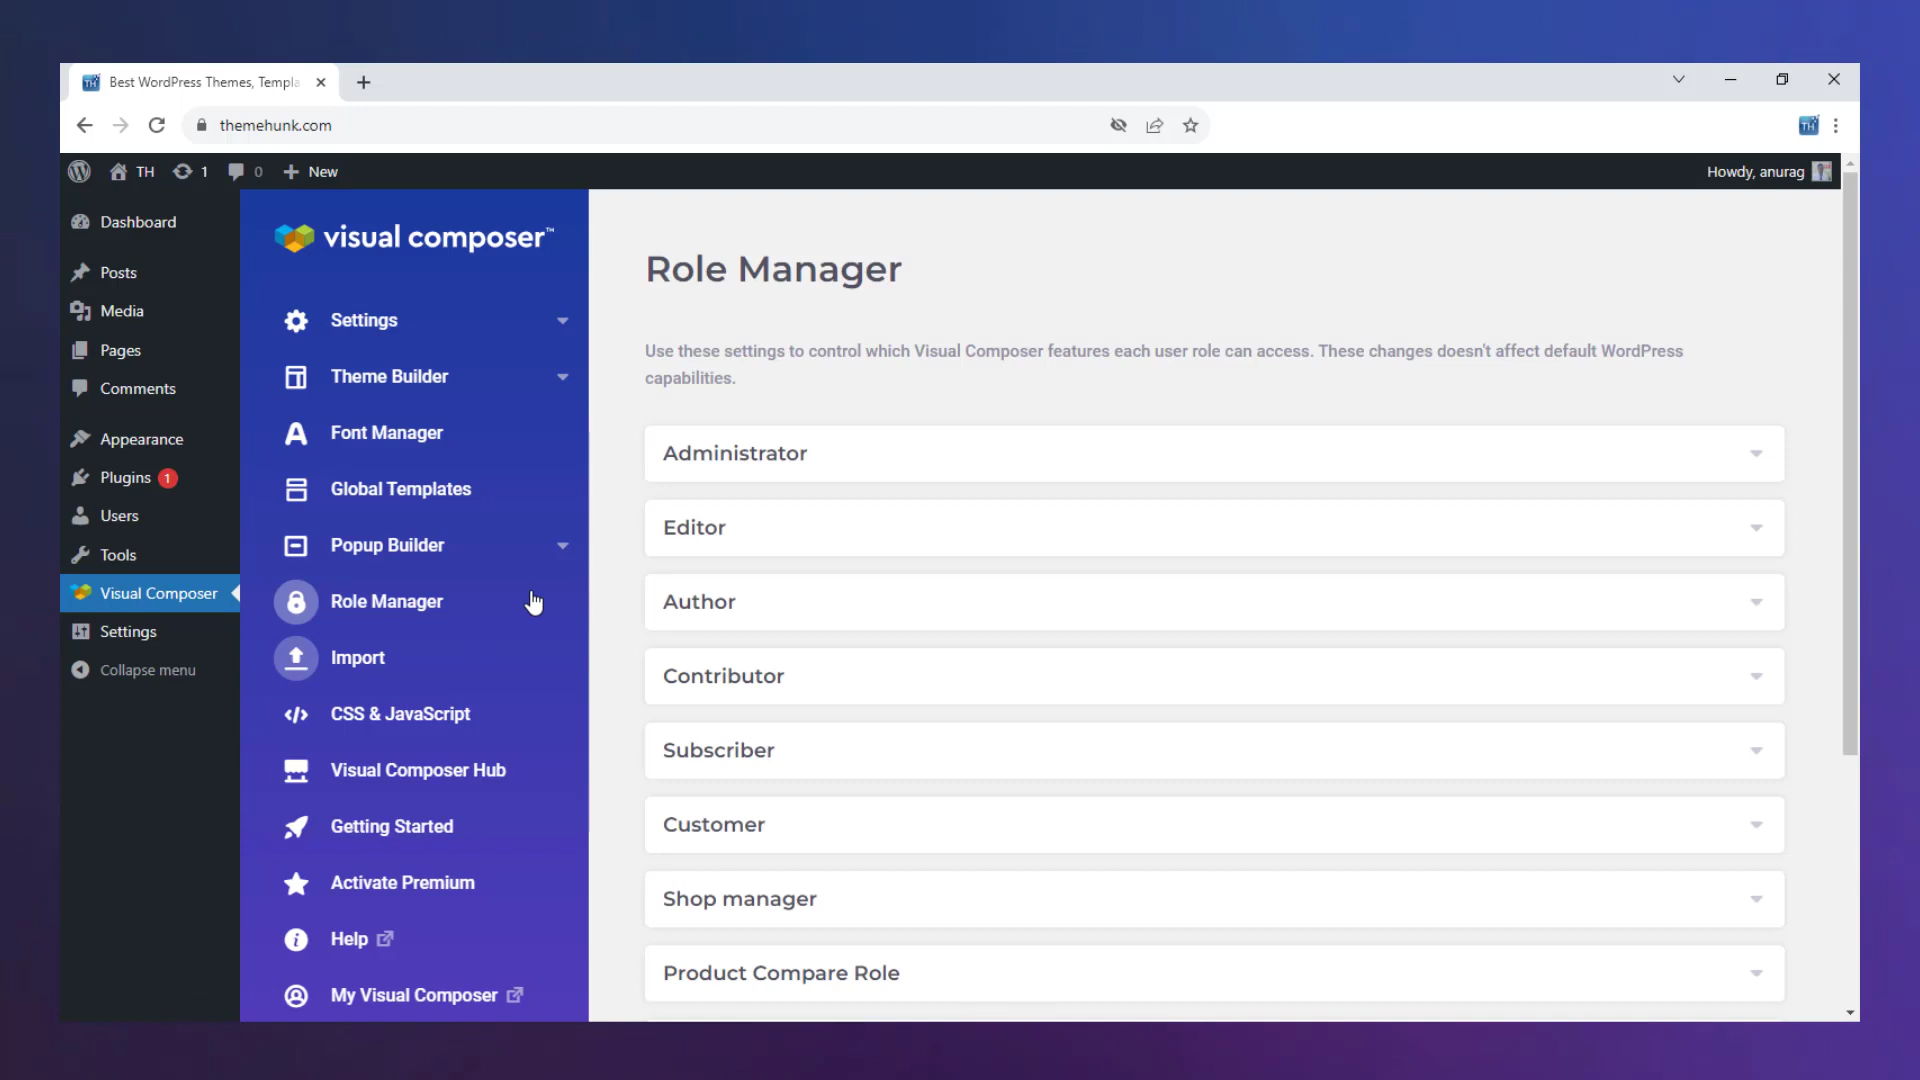 Best WordPress Themes, Templa
themehunk.com
TH
1
0
New
Howdy, anurag
Dashboard
Posts
Media
Pages
Comments
Appearance
Plugins 1
Users
Tools
Visual Composer
Settings
Collapse menu
visual composer™
Settings
Theme Builder
Font Manager
Global Templates
Popup Builder
Role Manager
Import
CSS & JavaScript
Visual Composer Hub
Getting Started
Activate Premium
Help
My Visual Composer
Role Manager
Use these settings to control which Visual Composer features each user role can access. These changes doesn't affect default WordPress
capabilities.
Administrator
Editor
Author
Contributor
Subscriber
Customer
Shop manager
Product Compare Role